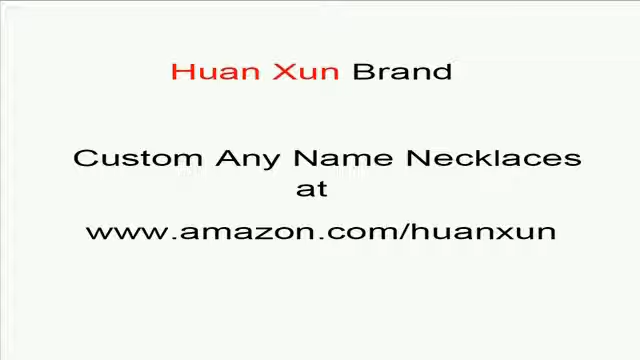 Huan Xun Brand
Custom Any Name Necklaces
at
www.amazon.com/huanxun